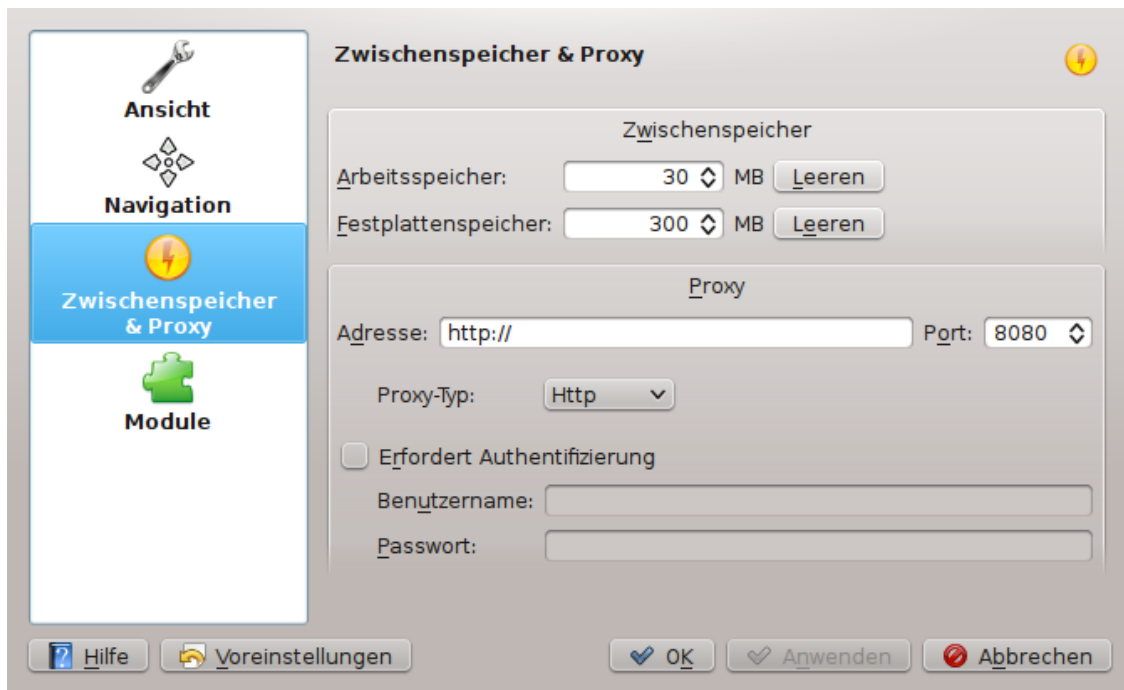 Ansicht
Navigation
Zwischenspeicher
& Proxy
Module
Zwischenspeicher & Proxy
Zwischenspeicher
Arbeitsspeicher: 30 MB Leeren
Festplattenspeicher: 300 MB Leeren
Proxy
Adresse: http:// Port: 8080
Proxy-Typ: Http
Erfordert Authentifizierung
Benutzername:
Passwort:
Hilfe Voreinstellungen OK Anwenden Abbrechen